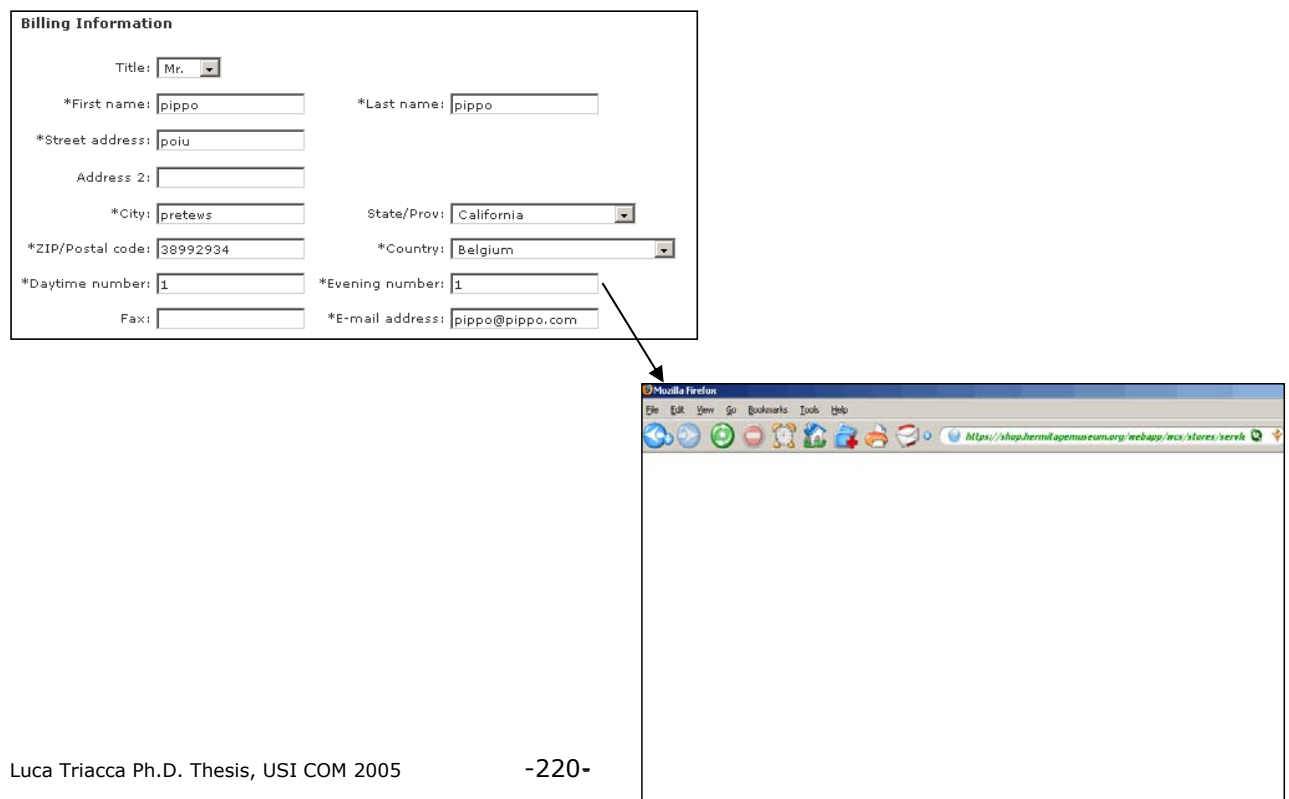 Billing Information
Title: Mr.
*First name: pippo *Last name: pippo
*Street address: poiu
Address 2:
*City: pretews State/Prov: California
*ZIP/Postal code: 38992934 *Country: Belgium
*Daytime number: 1 *Evening number: 1
Fax: *E-mail address: pippo@pippo.com
Mozilla Firefox
File Edit View Go Bookmarks Tools Help
https://shop.hermitagemuseum.org/webapp/wcs/stores/servle
Luca Triacca Ph.D. Thesis, USI COM 2005 -220-